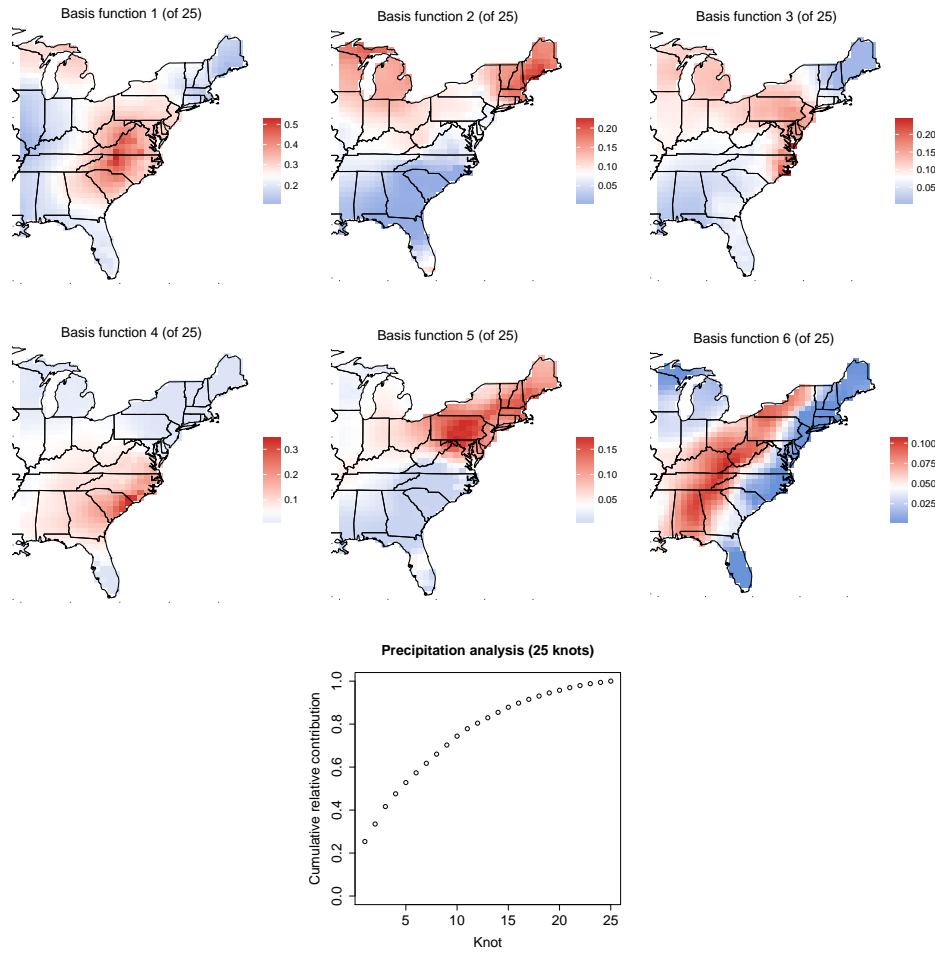 Basis function 1 (of 25)
0.5
0.4
0.3
0.2
Basis function 2 (of 25)
0.20
0.15
0.10
0.05
Basis function 3 (of 25)
0.20
0.15
0.10
0.05
Basis function 4 (of 25)
0.3
0.2
0.1
Basis function 5 (of 25)
0.15
0.10
0.05
Basis function 6 (of 25)
0.100
0.075
0.050
0.025
Precipitation analysis (25 knots)
Cumulative relative contribution
1.0
0.8
0.6
0.4
0.2
0.0
5 10 15 20 25
Knot